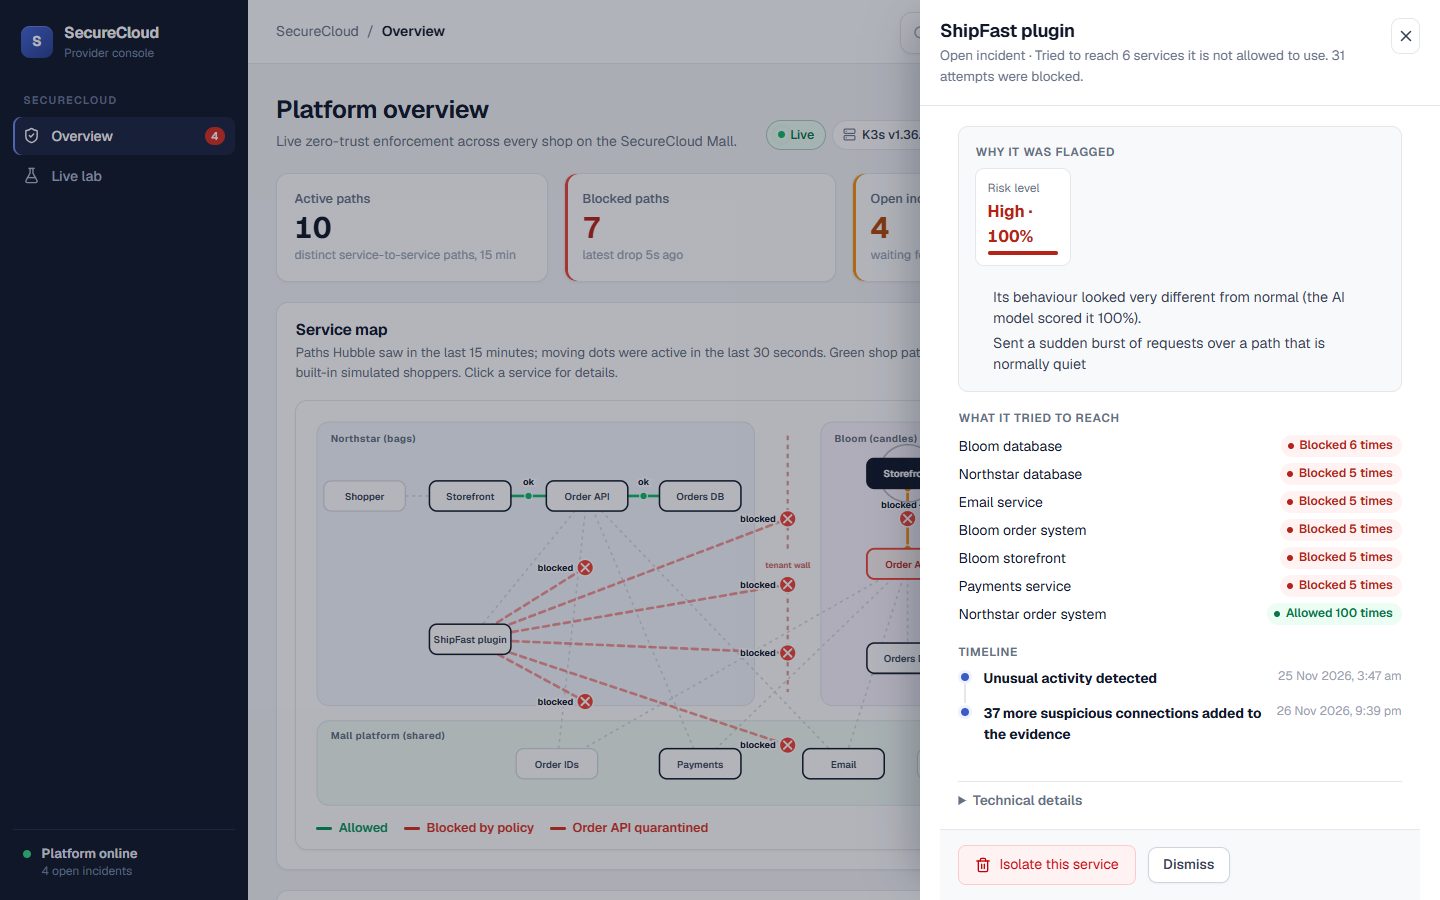 S
SecureCloud
Provider console
SECURECLOUD
Overview
4
Live lab
Platform online
4 open incidents
SecureCloud / Overview
Platform overview
Live zero-trust enforcement across every shop on the SecureCloud Mall.
Live
K3s v1.36.
Active paths
10
distinct service-to-service paths, 15 min
Blocked paths
7
latest drop 5s ago
Open inc
4
waiting f
Service map
Paths Hubble saw in the last 15 minutes; moving dots were active in the last 30 seconds. Green shop pat
built-in simulated shoppers. Click a service for details.
Northstar (bags)
Bloom (candles)
Shopper
Storefront
ok
Order API
ok
Orders DB
Storefro
blocked
blocked
blocked
tenant wall
Order A
blocked
ShipFast plugin
blocked
Orders
blocked
Mall platform (shared)
blocked
Order IDs
Payments
Email
Allowed
Blocked by policy
Order API quarantined
ShipFast plugin
Open incident · Tried to reach 6 services it is not allowed to use. 31
attempts were blocked.
WHY IT WAS FLAGGED
Risk level
High ·
100%
Its behaviour looked very different from normal (the AI
model scored it 100%).
Sent a sudden burst of requests over a path that is
normally quiet
WHAT IT TRIED TO REACH
Bloom database Blocked 6 times
Northstar database Blocked 5 times
Email service Blocked 5 times
Bloom order system Blocked 5 times
Bloom storefront Blocked 5 times
Payments service Blocked 5 times
Northstar order system Allowed 100 times
TIMELINE
Unusual activity detected 25 Nov 2026, 3:47 am
37 more suspicious connections added to 26 Nov 2026, 9:39 pm
the evidence
Technical details
Isolate this service
Dismiss